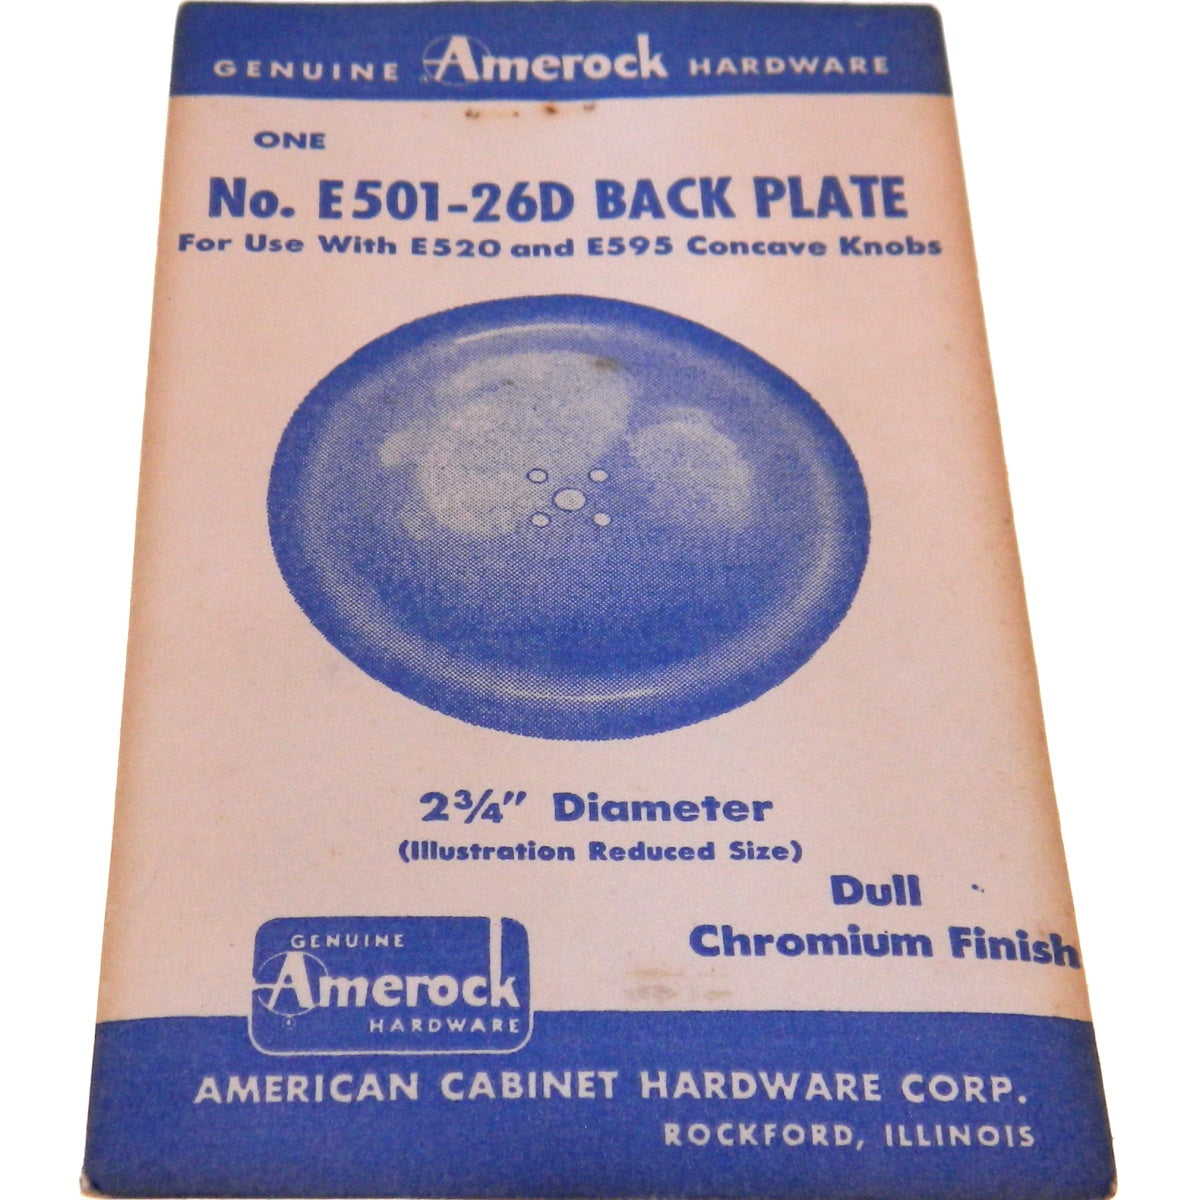 GENUINE Amerock HARDWARE
ONE
No. E501-26D BACK PLATE
For Use With E520 and E595 Concave Knobs
2¾" Diameter
(Illustration Reduced Size)
Dull
Chromium Finish
GENUINE
Amerock
HARDWARE
AMERICAN CABINET HARDWARE CORP.
ROCKFORD, ILLINOIS